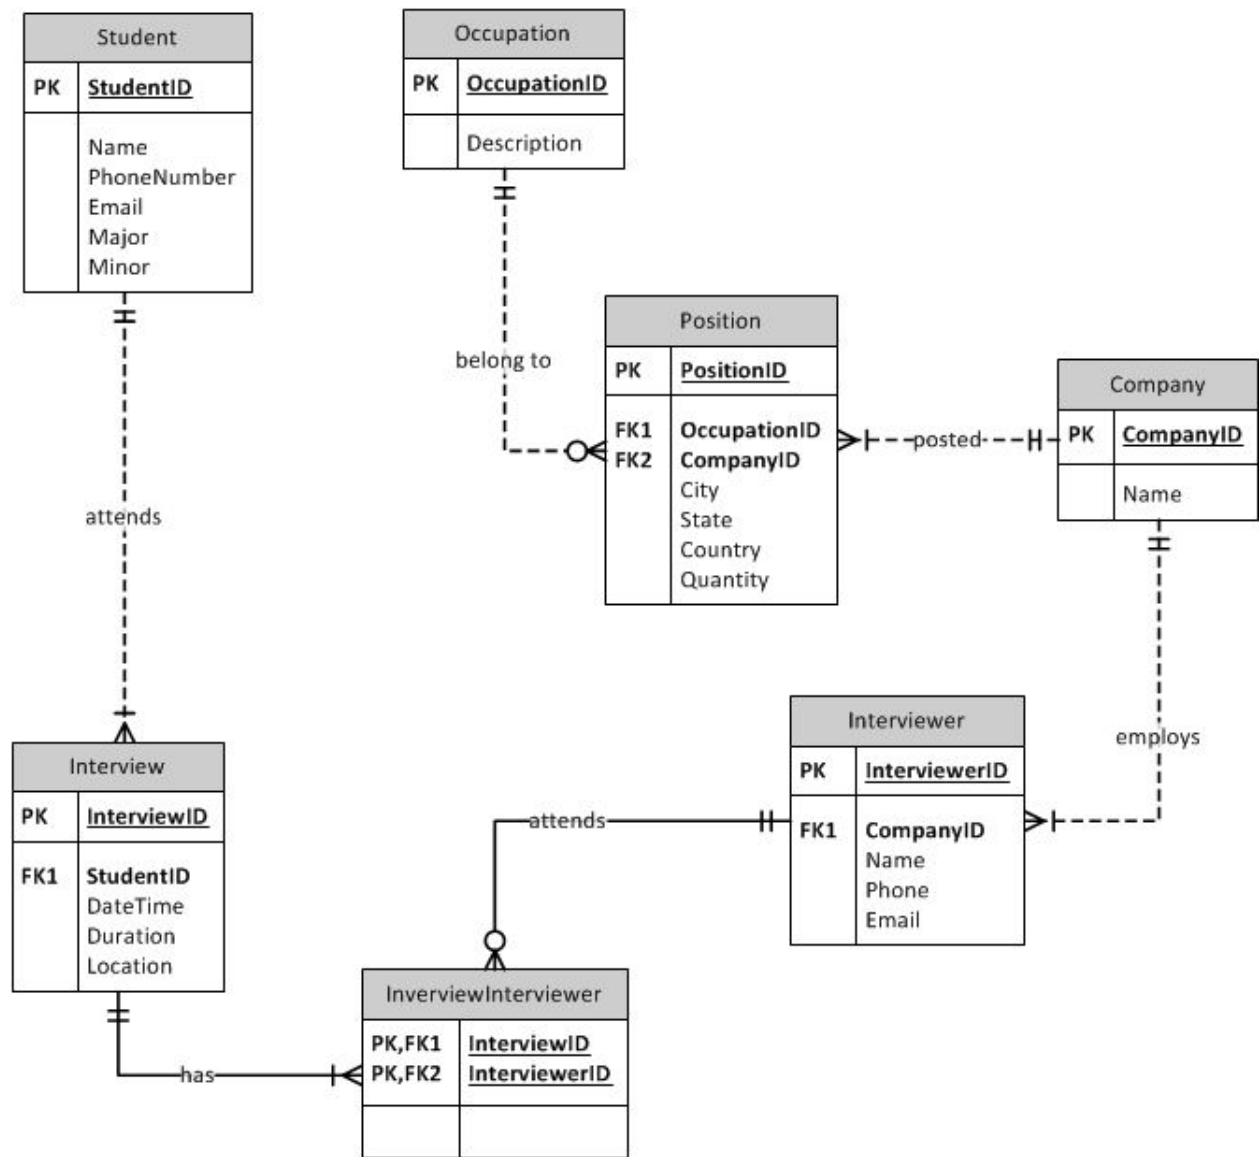 Student
PK StudentID
Name
PhoneNumber
Email
Major
Minor
Occupation
PK OccupationID
Description
belong to
Position
PK PositionID
FK1 OccupationID
FK2 CompanyID
City
State
Country
Quantity
posted
Company
PK CompanyID
Name
attends
employs
Interview
PK InterviewID
FK1 StudentID
DateTime
Duration
Location
Interviewer
PK InterviewerID
FK1 CompanyID
Name
Phone
Email
attends
has
InverviewInterviewer
PK,FK1 InterviewID
PK,FK2 InterviewerID